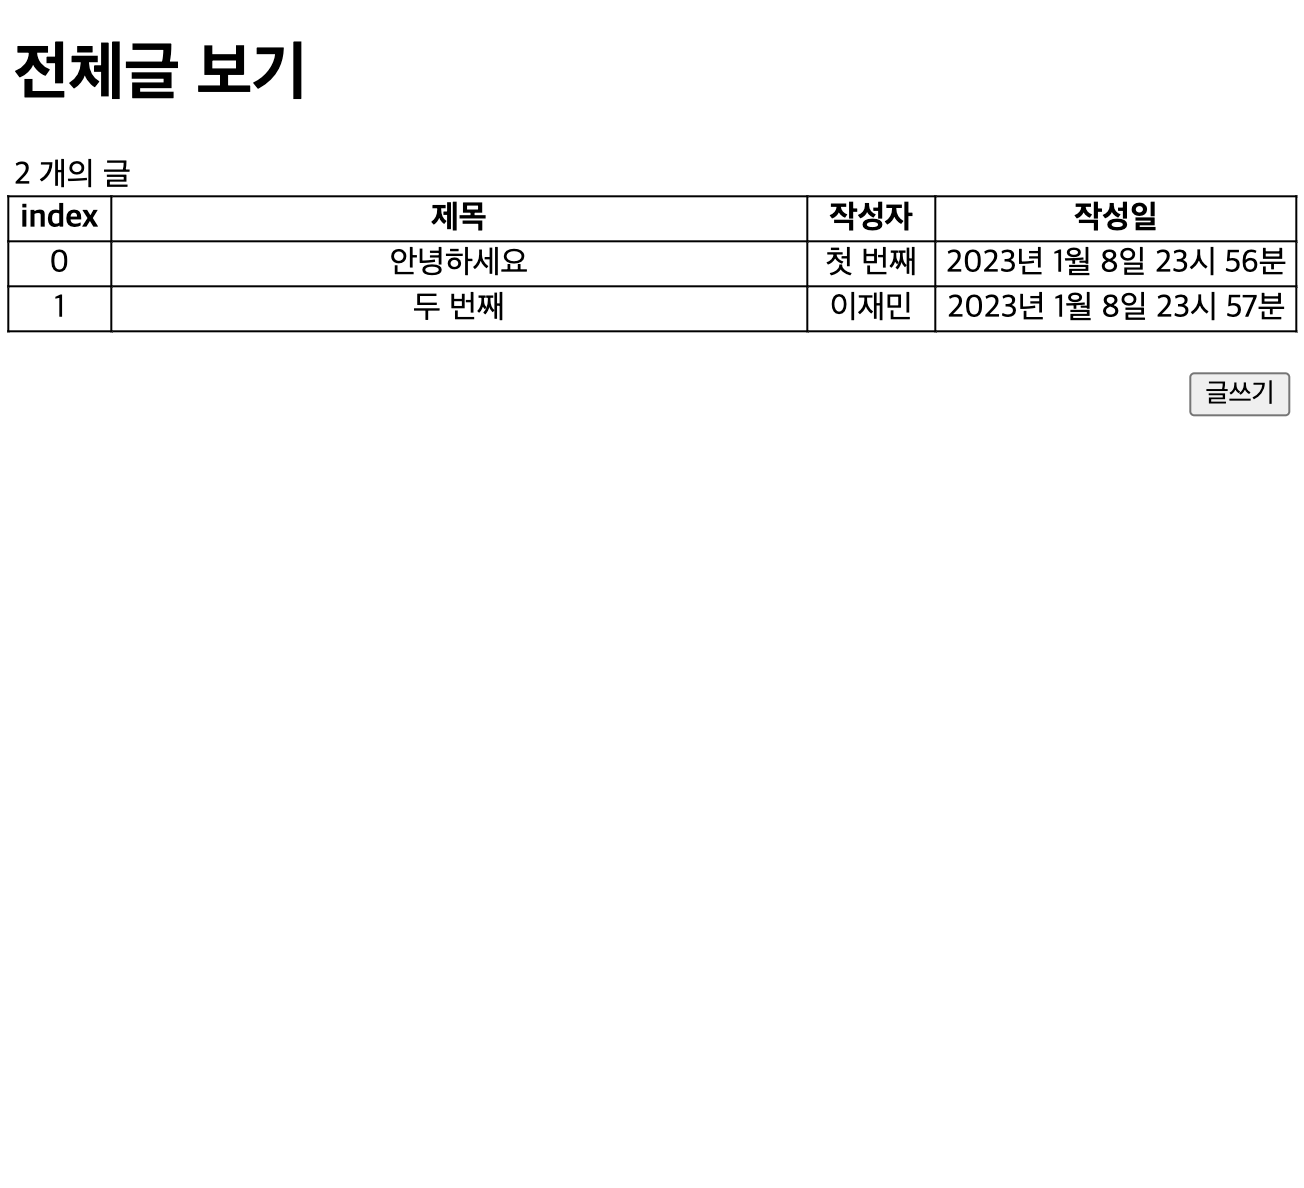 전체글 보기
2 개의 글
index 제목 작성자 작성일
0 안녕하세요 첫 번째 2023년 1월 8일 23시 56분
1 두 번째 이재민 2023년 1월 8일 23시 57분
글쓰기